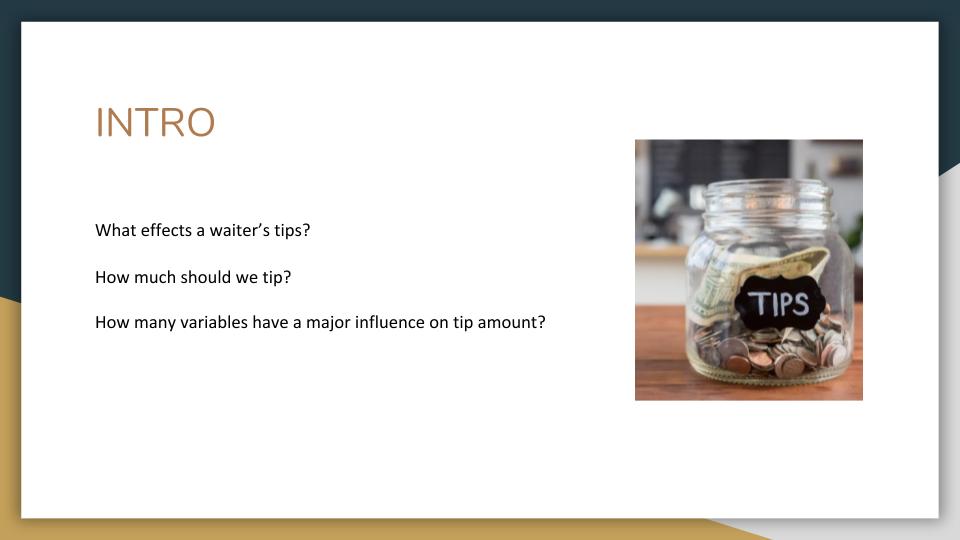 INTRO
What effects a waiter’s tips?
How much should we tip?
How many variables have a major influence on tip amount?
TIPS